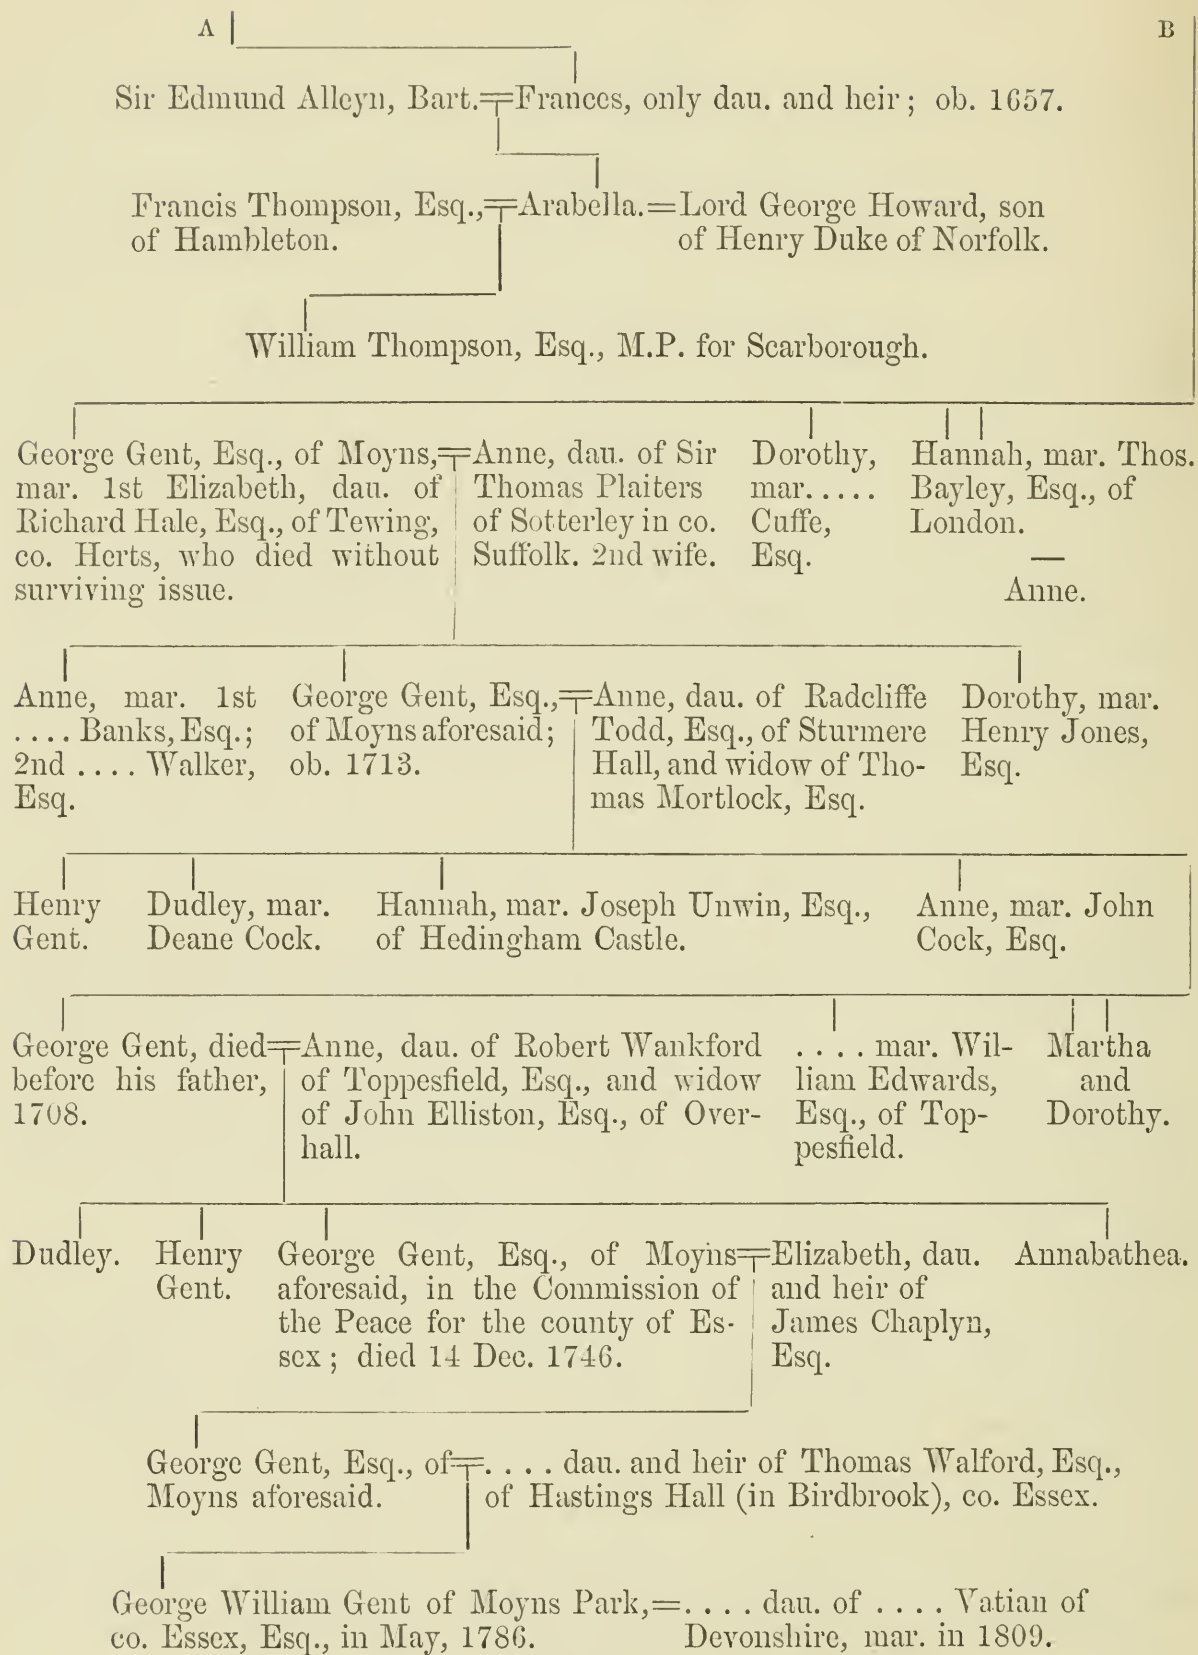 A B
Sir Edmund Alleyn, Bart.=Frances, only dau. and heir; ob. 1657.
Francis Thompson, Esq.,=Arabella.=Lord George Howard, son
of Hambleton. of Henry Duke of Norfolk.
William Thompson, Esq., M.P. for Scarborough.
George Gent, Esq., of Moyns,
mar. 1st Elizabeth, dau. of
Richard Hale, Esq., of Tewing,
co. Herts, who died without
surviving issue.
=Anne, dau. of Sir
Thomas Plaiters
of Sotterley in co.
Suffolk. 2nd wife.
Dorothy,
mar. ....
Cuffe,
Esq.
Hannah, mar. Thos.
Bayley, Esq., of
London.
—
Anne.
Anne, mar. 1st
.... Banks, Esq.;
2nd .... Walker,
Esq.
George Gent, Esq.,
of Moyns aforesaid;
ob. 1713.
=Anne, dau. of Radcliffe
Todd, Esq., of Sturmere
Hall, and widow of Tho-
mas Mortlock, Esq.
Dorothy, mar.
Henry Jones,
Esq.
Henry
Gent.
Dudley, mar.
Deane Cock.
Hannah, mar. Joseph Unwin, Esq.,
of Hedingham Castle.
Anne, mar. John
Cock, Esq.
George Gent, died
before his father,
1708.
=Anne, dau. of Robert Wankford
of Toppesfield, Esq., and widow
of John Elliston, Esq., of Over-
hall.
.... mar. Wil-
liam Edwards,
Esq., of Top-
pesfield.
Martha
and
Dorothy.
Dudley.
Henry
Gent.
George Gent, Esq., of Moyns
aforesaid, in the Commission of
the Peace for the county of Es-
sex; died 14 Dec. 1746.
=Elizabeth, dau.
and heir of
James Chaplyn,
Esq.
Annabathea.
George Gent, Esq., of
Moyns aforesaid.
=.... dau. and heir of Thomas Walford, Esq.,
of Hastings Hall (in Birdbrook), co. Essex.
George William Gent of Moyns Park,
co. Essex, Esq., in May, 1786.
=.... dau. of .... Vatian of
Devonshire, mar. in 1809.